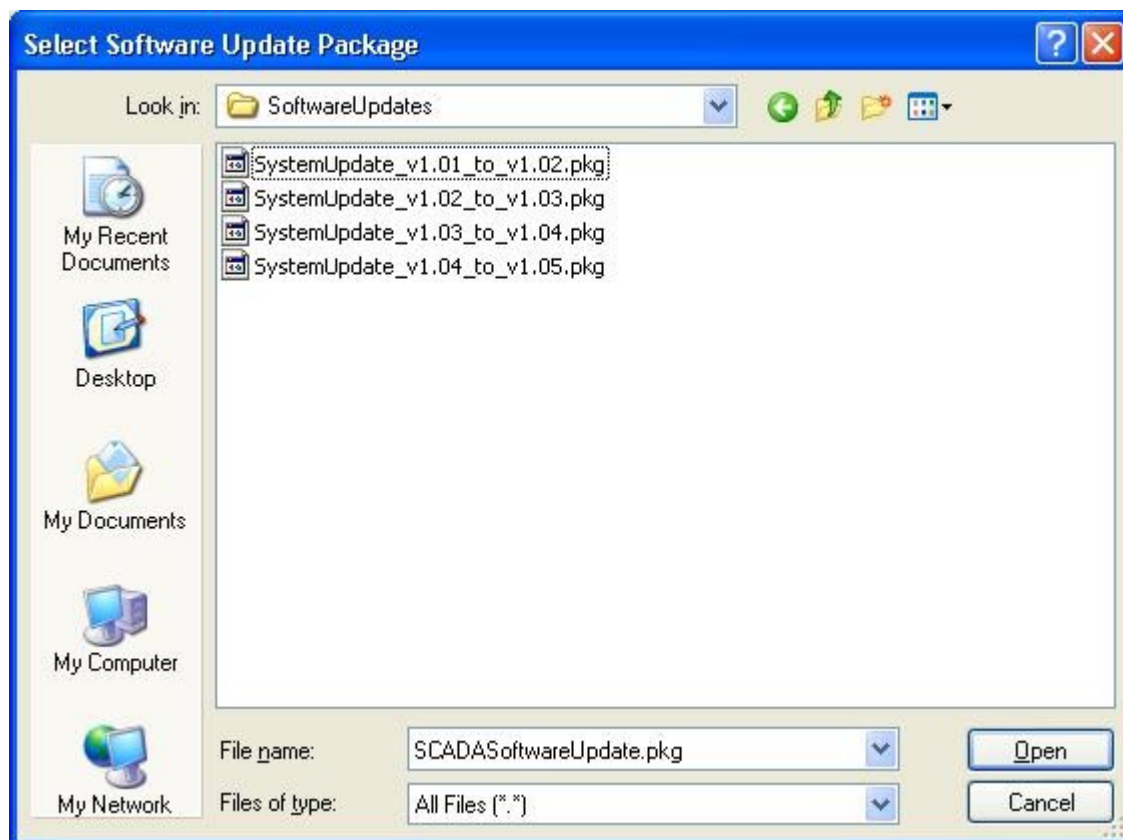 Select Software Update Package
Look in:
SoftwareUpdates
My Recent
Documents
Desktop
My Documents
My Computer
My Network
SystemUpdate_v1.01_to_v1.02.pkg
SystemUpdate_v1.02_to_v1.03.pkg
SystemUpdate_v1.03_to_v1.04.pkg
SystemUpdate_v1.04_to_v1.05.pkg
File name:
SCADASoftwareUpdate.pkg
Open
Files of type:
All Files (*.*)
Cancel